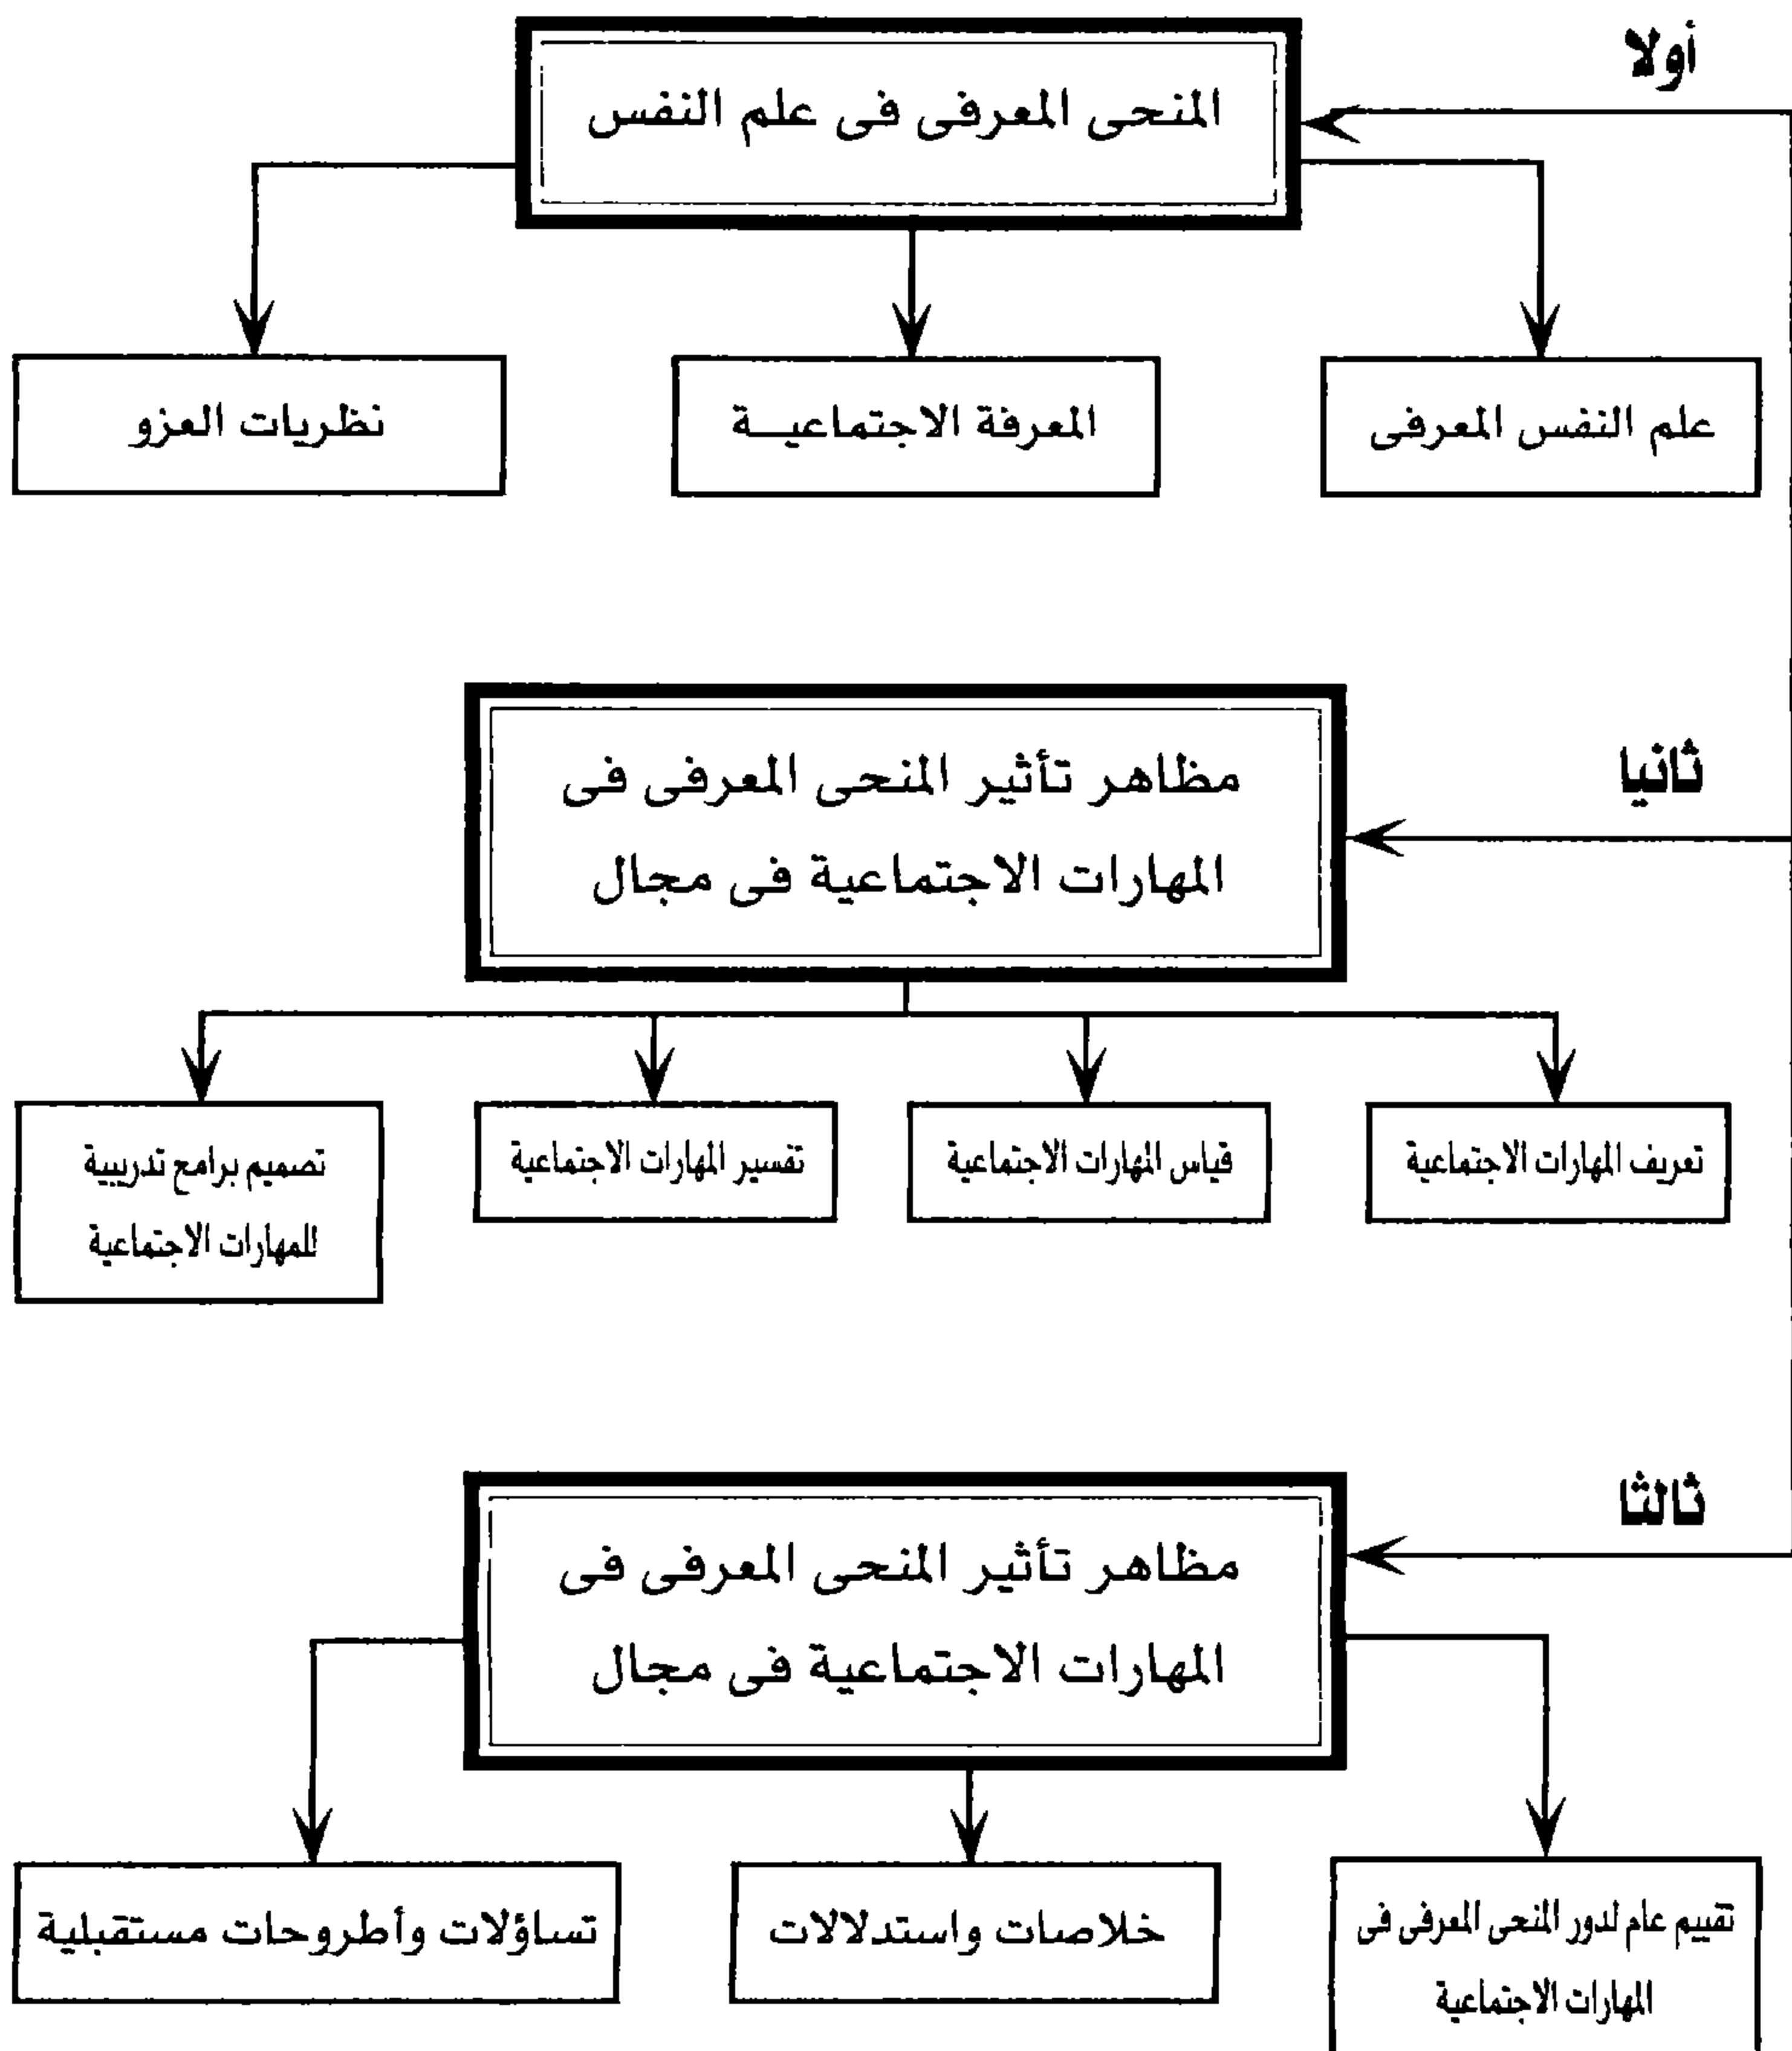 أولا
المنحى المعرفى فى علم النفس
علم النفس المعرفى
المعرفة الاجتماعيـــة
نظريات العزو
ثانيا
مظاهر تأثير المنحى المعرفى فى
المهارات الاجتماعية فى مجال
تعريف المهارات الاجتماعية
قياس المهارات الاجتماعية
تفسير المهارات الاجتماعية
تصميم برامج تدريبية
للمهارات الاجتماعية
ثالثا
مظاهر تأثير المنحى المعرفى فى
المهارات الاجتماعية فى مجال
تقييم عام لدور المنحى المعرفى فى
المهارات الاجتماعية
خلاصات واستدلالات
تساؤلات وأطروحات مستقبلية